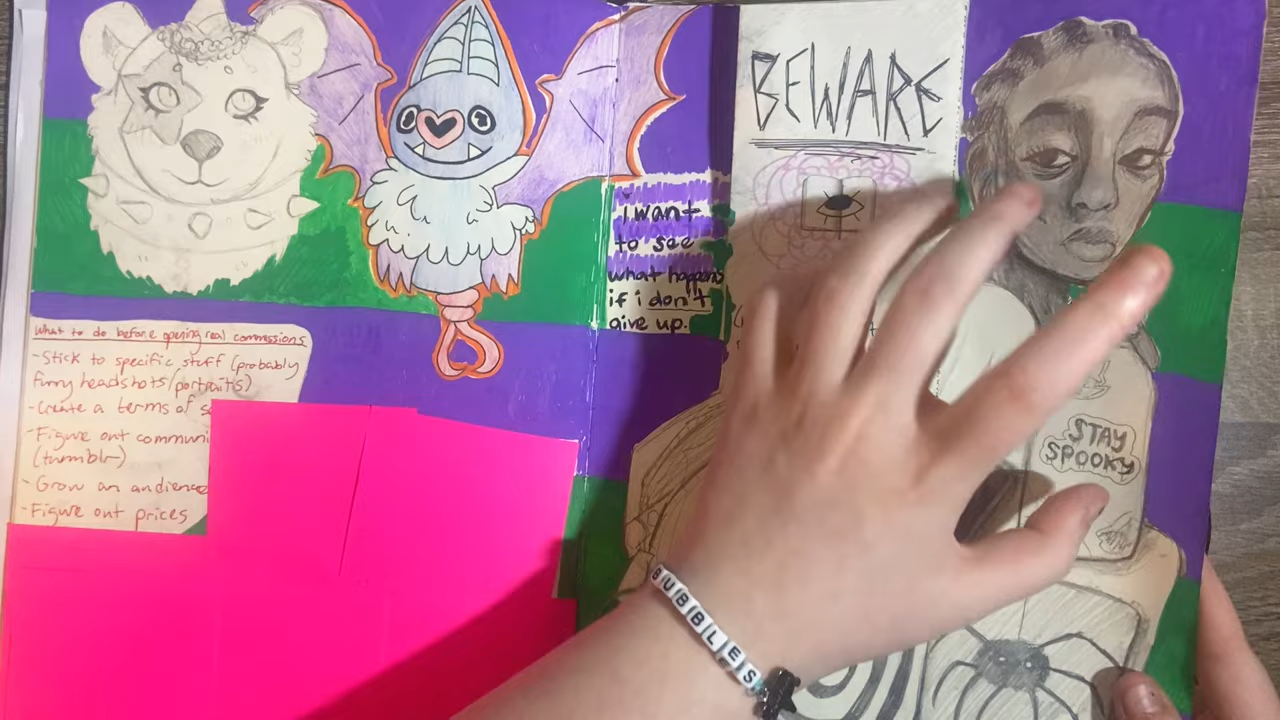 What to do before opening real commissions
- Stick to specific stuff (probably
furry headshots/portraits)
- Create a terms of
- Figure out
(tumblr)
- Grow an audience
- Figure out prices
i want
to see
what happens
if i don't
give up.
BEWARE
STAY
SPOOKY
BUBBLES